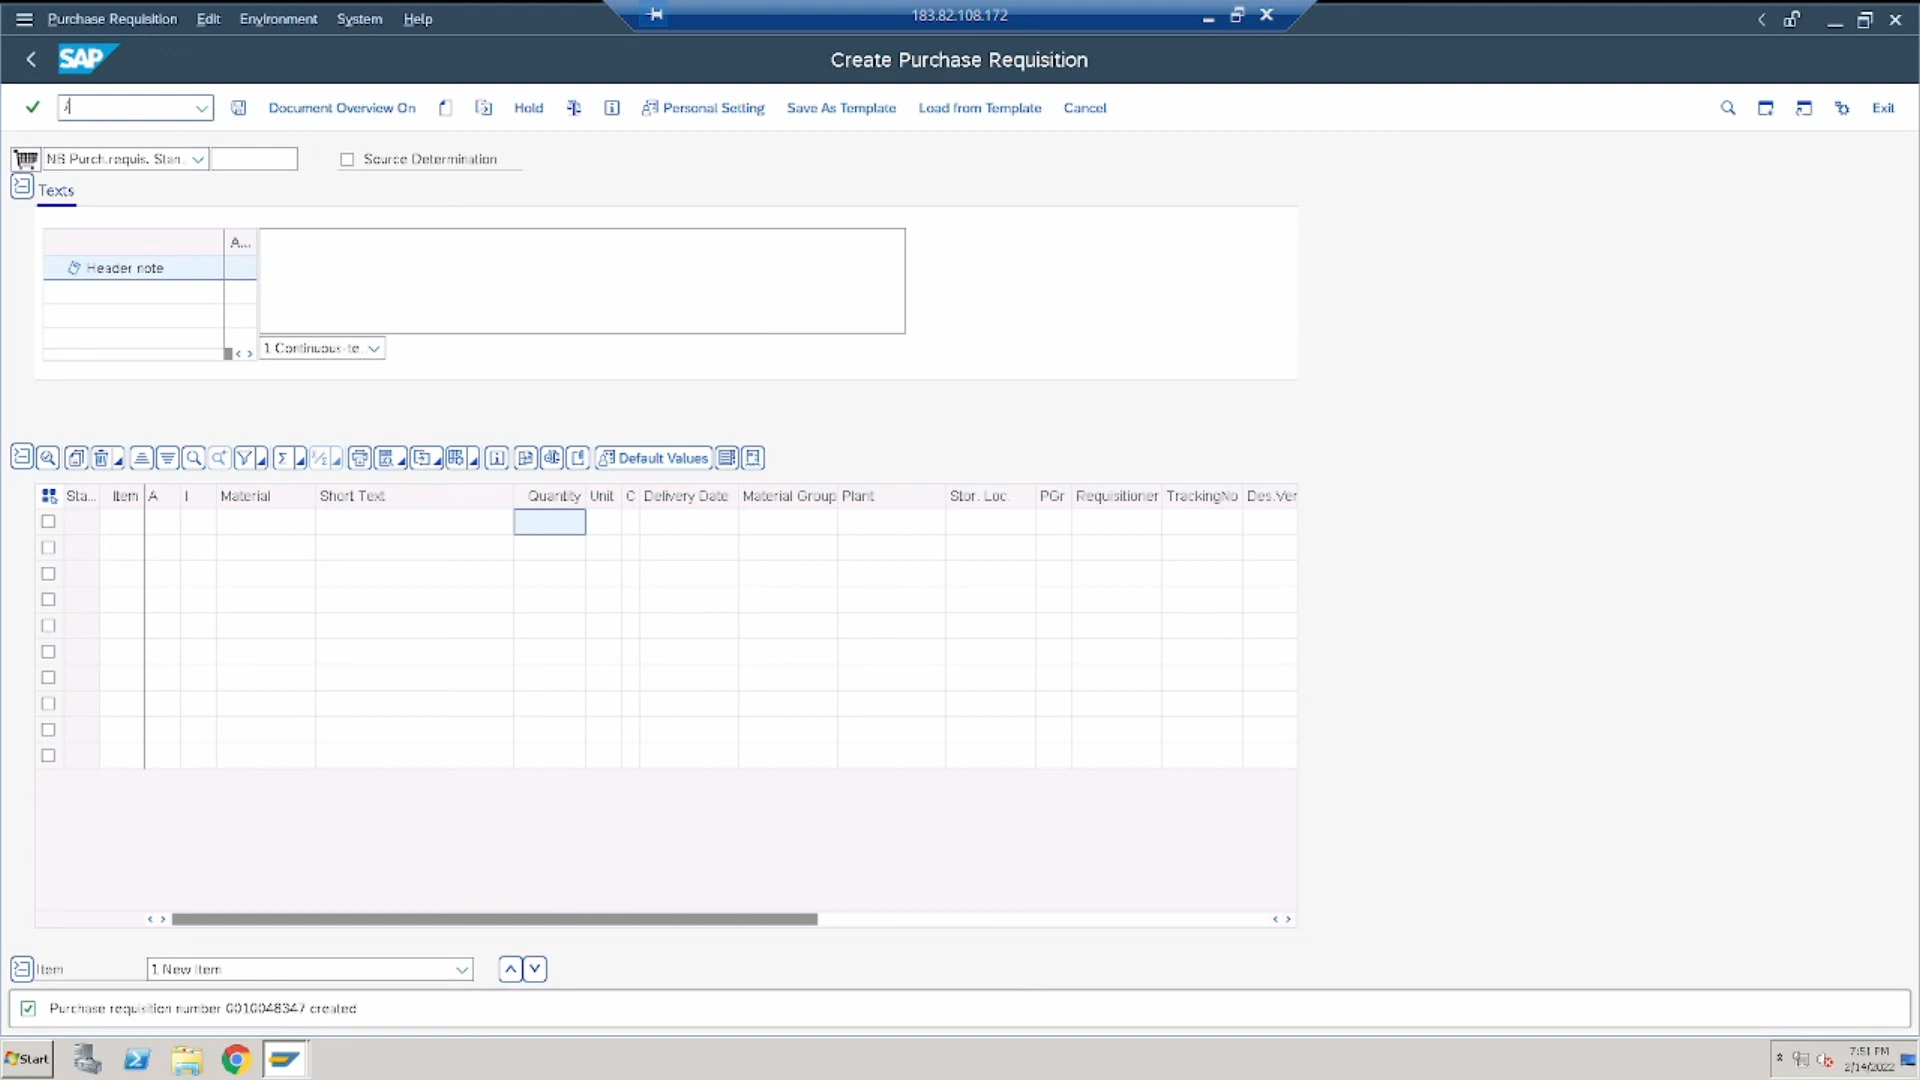 Purchase Requisition Edit Environment System Help
183.82.108.172
SAP
Create Purchase Requisition
/
Document Overview On
Hold
Personal Setting
Save As Template
Load from Template
Cancel
Exit
NB Purch.requis. Stan
Source Determination
Texts
A...
Header note
1 Continuous-te
Default Values
Sta... Item A I Material Short Text Quantity Unit C Delivery Date Material Group Plant Stor. Loc. PGr Requisitioner TrackingNo Des.Ver
Item
1 New Item
Purchase requisition number 0010048347 created
Start
7:51 PM
2/14/2022